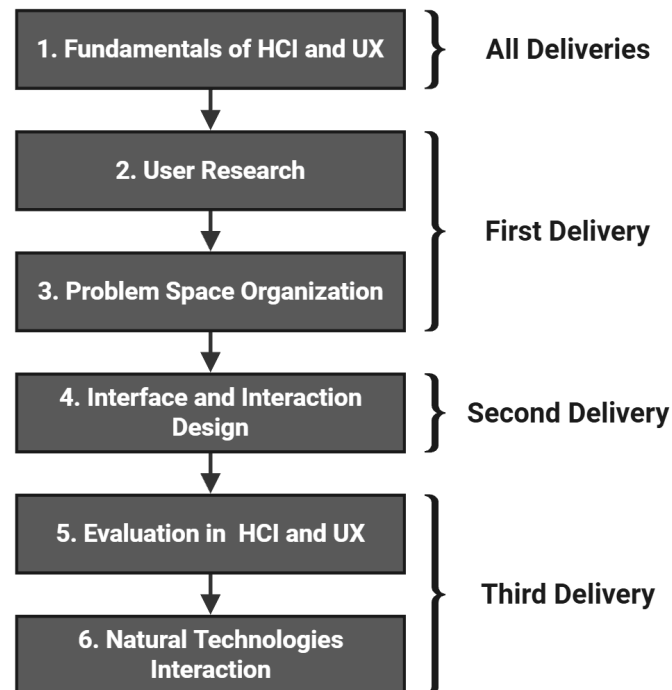 1. Fundamentals of HCI and UX
All Deliveries
2. User Research
First Delivery
3. Problem Space Organization
4. Interface and Interaction
Design
Second Delivery
5. Evaluation in HCI and UX
Third Delivery
6. Natural Technologies
Interaction